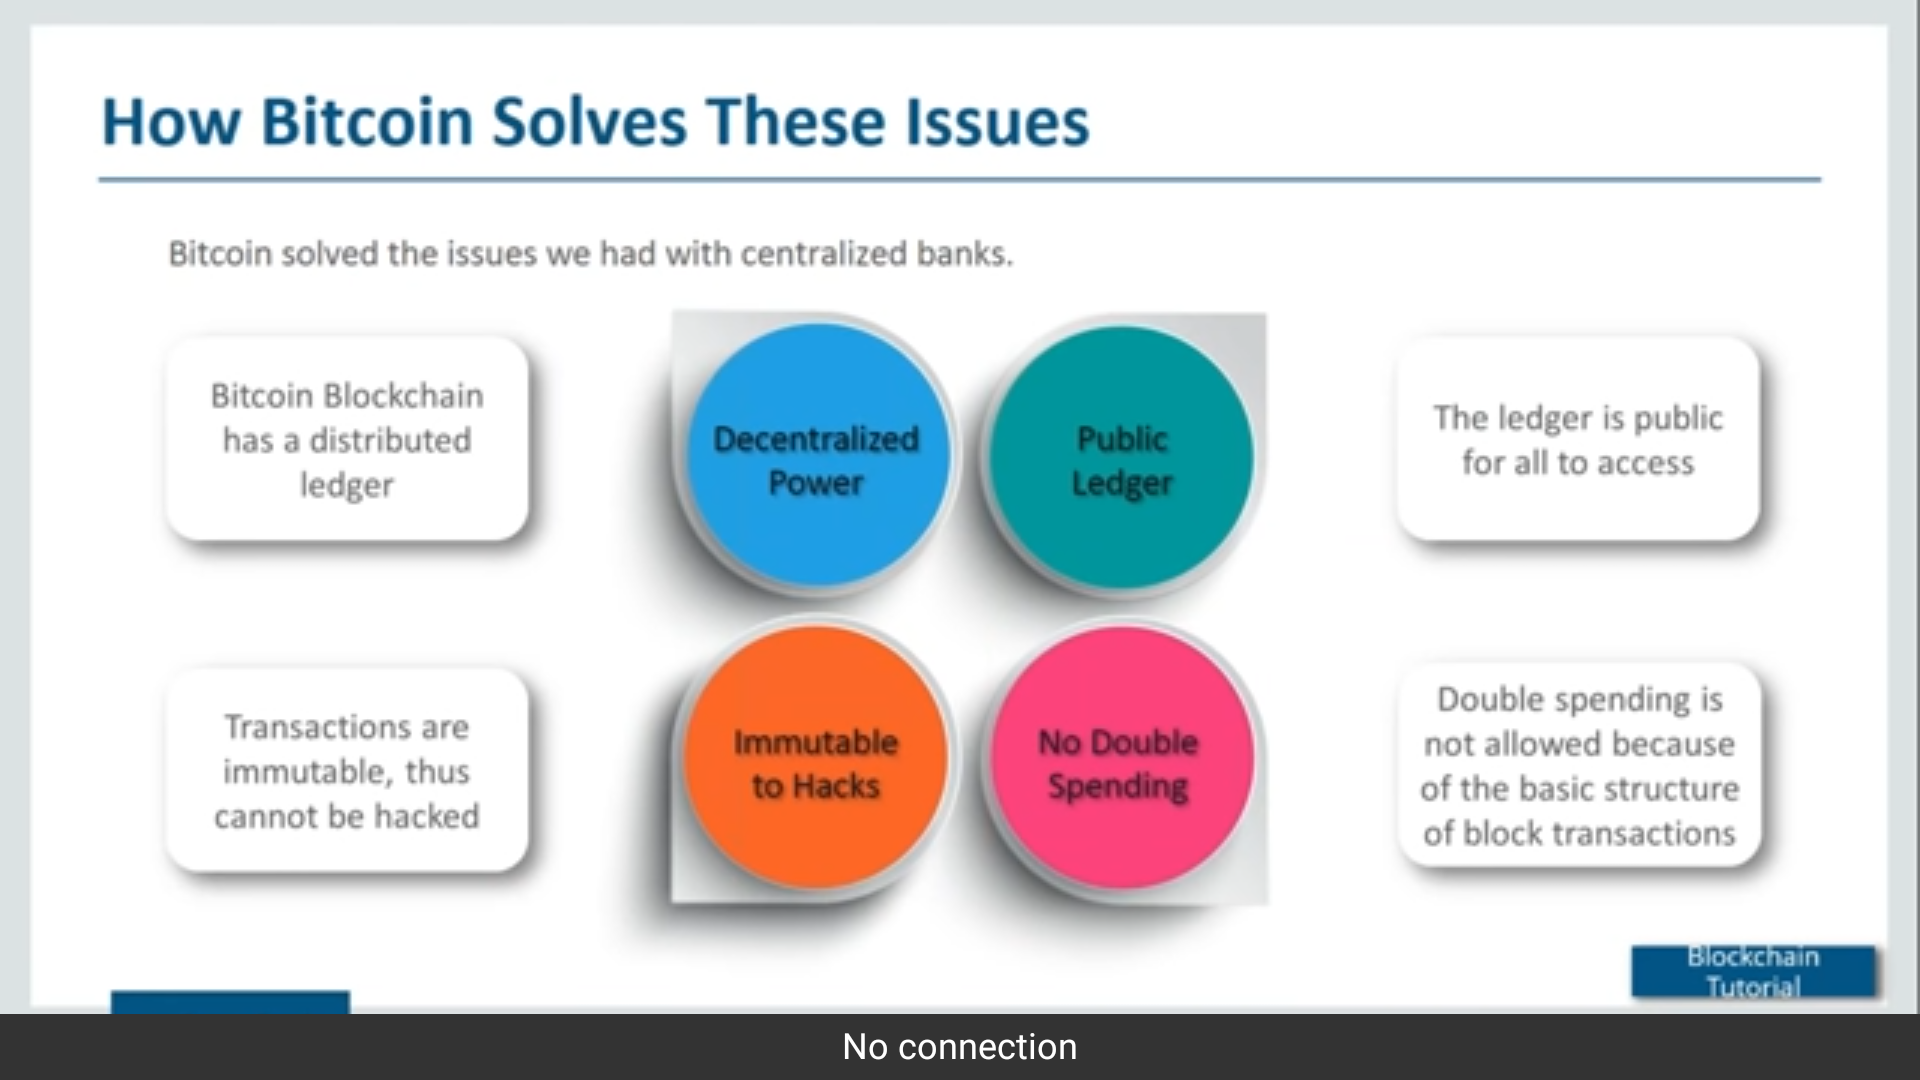 How Bitcoin Solves These Issues
Bitcoin solved the issues we had with centralized banks.
Bitcoin Blockchain
has a distributed
ledger
Decentralized
Power
Public
Ledger
The ledger is public
for all to access
Transactions are
immutable, thus
cannot be hacked
Immutable
to Hacks
No Double
Spending
Double spending is
not allowed because
of the basic structure
of block transactions
Blockchain
Tutorial
No connection